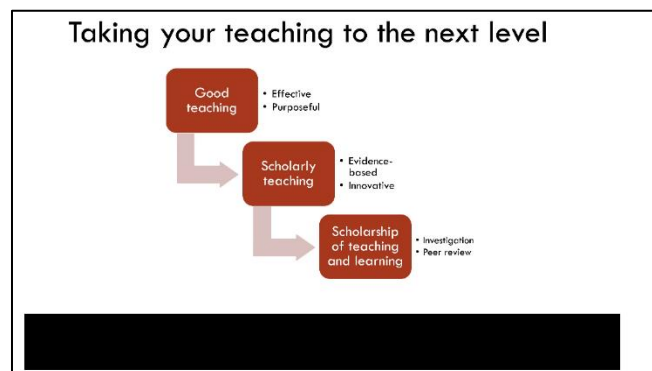 Taking your teaching to the next level
Good
teaching
• Effective
• Purposeful
Scholarly
teaching
• Evidence-
based
• Innovative
Scholarship
of teaching
and learning
• Investigation
• Peer review